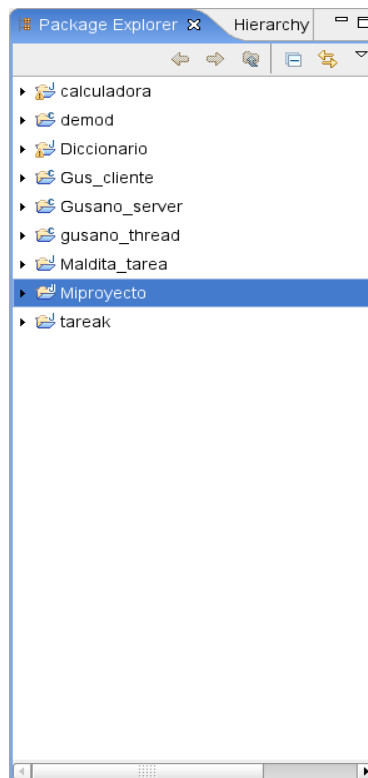 Package Explorer Hierarchy
calculadora
demod
Diccionario
Gus_cliente
Gusano_server
gusano_thread
Maldita_tarea
Miproyecto
tareak